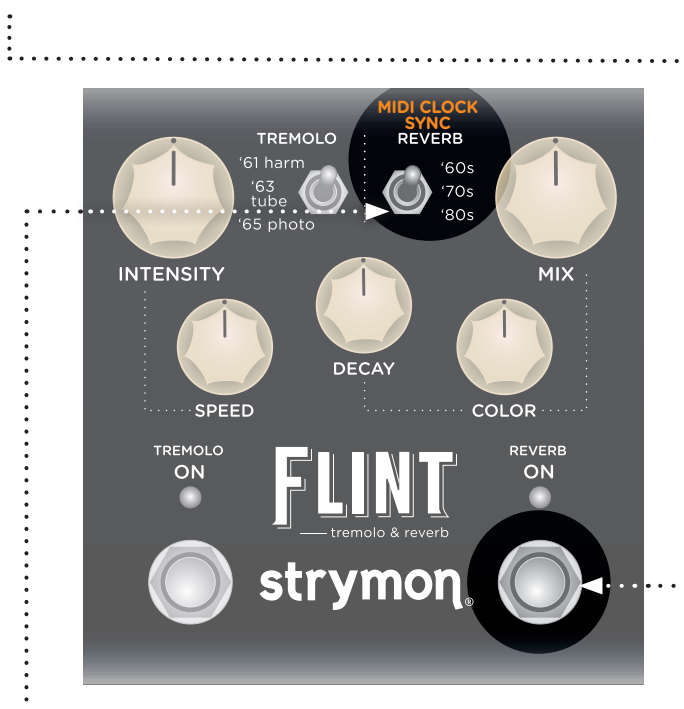 MIDI CLOCK
SYNC
TREMOLO
REVERB
‘61 harm
‘63
tube
‘65 photo
‘60s
‘70s
‘80s
INTENSITY
MIX
DECAY
SPEED
COLOR
TREMOLO
ON
REVERB
ON
FLINT
tremolo & reverb
strymon®